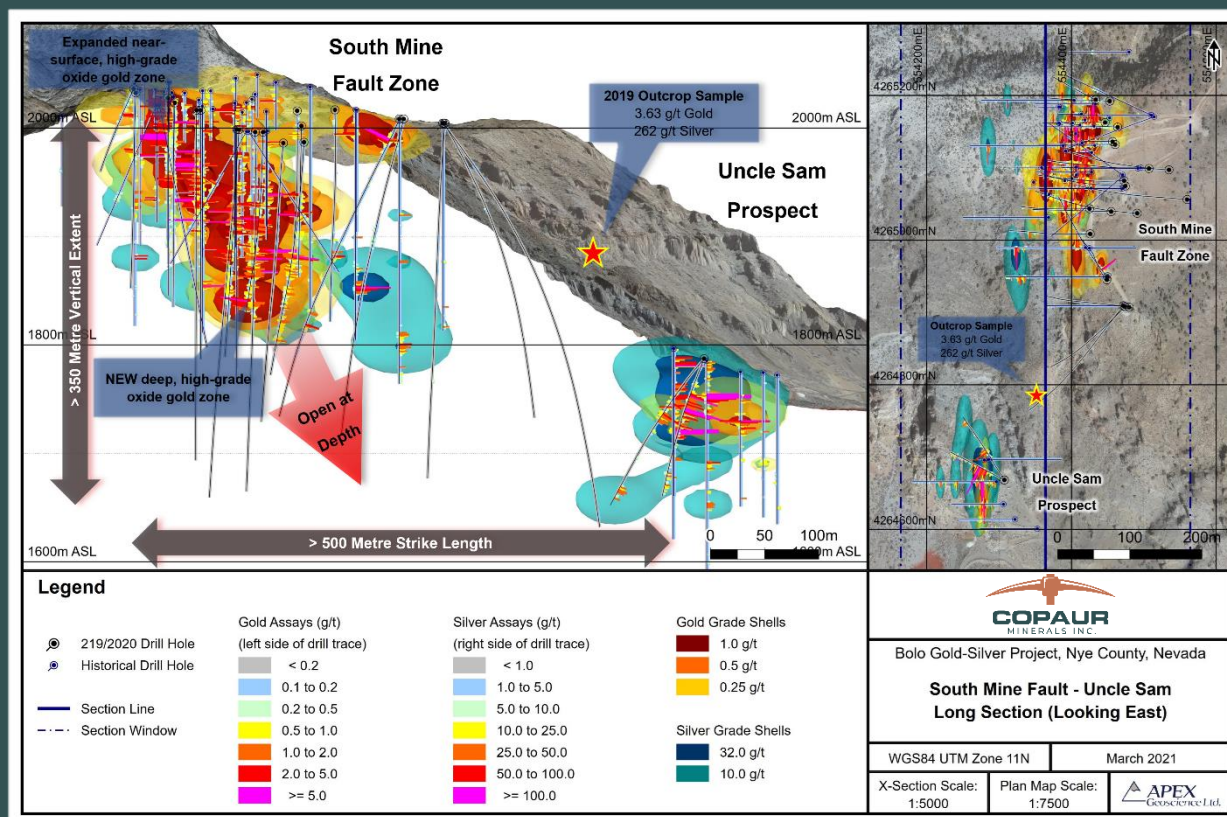 Expanded near-
surface, high-grade
oxide gold zone
South Mine
Fault Zone
2019 Outcrop Sample
3.63 g/t Gold
262 g/t Silver
2000m ASL
2000m ASL
Uncle Sam
Prospect
> 350 Metre Vertical Extent
1800m ASL
1800m ASL
NEW deep, high-grade
oxide gold zone
Open at
Depth
> 500 Metre Strike Length
0 50 100m
1600m ASL
554200mE
554400mE
N
4265200mN
4265000mN
South Mine
Fault Zone
Outcrop Sample
3.63 g/t Gold
262 g/t Silver
4264800mN
Uncle Sam
Prospect
4264600mN
0 100 200m
Legend
219/2020 Drill Hole
Historical Drill Hole
Section Line
Section Window
Gold Assays (g/t)
(left side of drill trace)
< 0.2
0.1 to 0.2
0.2 to 0.5
0.5 to 1.0
1.0 to 2.0
2.0 to 5.0
>= 5.0
Silver Assays (g/t)
(right side of drill trace)
< 1.0
1.0 to 5.0
5.0 to 10.0
10.0 to 25.0
25.0 to 50.0
50.0 to 100.0
>= 100.0
Gold Grade Shells
1.0 g/t
0.5 g/t
0.25 g/t
Silver Grade Shells
32.0 g/t
10.0 g/t
COPAUR
MINERALS INC.
Bolo Gold-Silver Project, Nye County, Nevada
South Mine Fault - Uncle Sam
Long Section (Looking East)
WGS84 UTM Zone 11N
March 2021
X-Section Scale:
1:5000
Plan Map Scale:
1:7500
APEX
Geoscience Ltd.